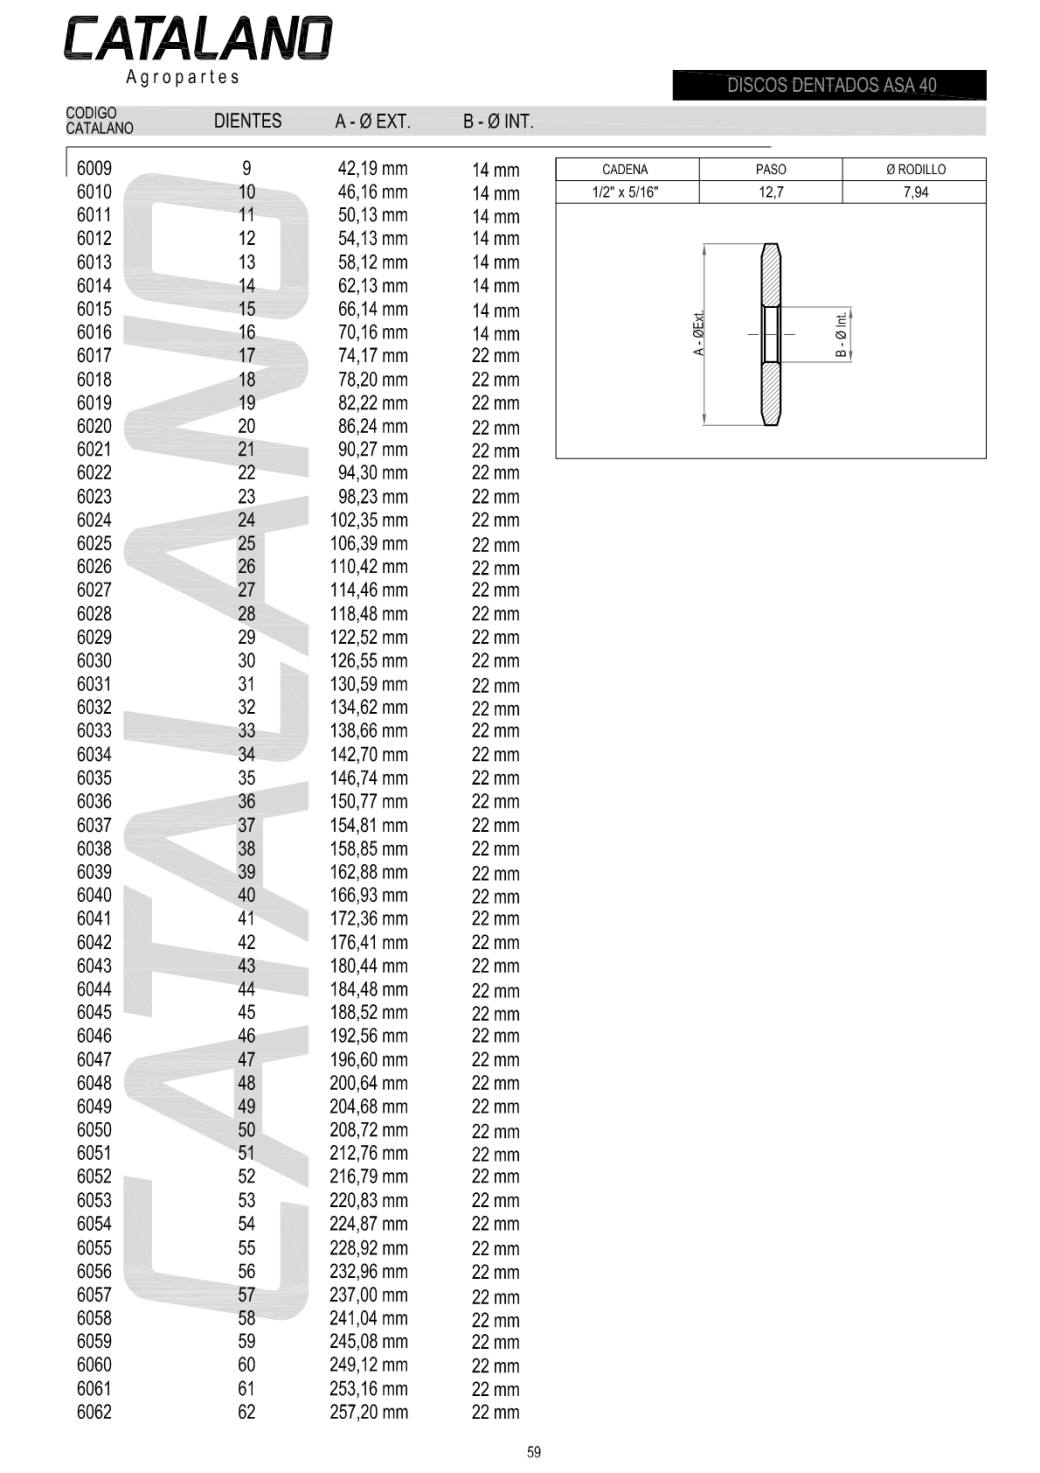 CATALANO
Agropartes
DISCOS DENTADOS ASA 40
CODIGO CATALANO DIENTES A - Ø EXT. B - Ø INT.
6009 9 42,19 mm 14 mm
6010 10 46,16 mm 14 mm
6011 11 50,13 mm 14 mm
6012 12 54,13 mm 14 mm
6013 13 58,12 mm 14 mm
6014 14 62,13 mm 14 mm
6015 15 66,14 mm 14 mm
6016 16 70,16 mm 14 mm
6017 17 74,17 mm 22 mm
6018 18 78,20 mm 22 mm
6019 19 82,22 mm 22 mm
6020 20 86,24 mm 22 mm
6021 21 90,27 mm 22 mm
6022 22 94,30 mm 22 mm
6023 23 98,23 mm 22 mm
6024 24 102,35 mm 22 mm
6025 25 106,39 mm 22 mm
6026 26 110,42 mm 22 mm
6027 27 114,46 mm 22 mm
6028 28 118,48 mm 22 mm
6029 29 122,52 mm 22 mm
6030 30 126,55 mm 22 mm
6031 31 130,59 mm 22 mm
6032 32 134,62 mm 22 mm
6033 33 138,66 mm 22 mm
6034 34 142,70 mm 22 mm
6035 35 146,74 mm 22 mm
6036 36 150,77 mm 22 mm
6037 37 154,81 mm 22 mm
6038 38 158,85 mm 22 mm
6039 39 162,88 mm 22 mm
6040 40 166,93 mm 22 mm
6041 41 172,36 mm 22 mm
6042 42 176,41 mm 22 mm
6043 43 180,44 mm 22 mm
6044 44 184,48 mm 22 mm
6045 45 188,52 mm 22 mm
6046 46 192,56 mm 22 mm
6047 47 196,60 mm 22 mm
6048 48 200,64 mm 22 mm
6049 49 204,68 mm 22 mm
6050 50 208,72 mm 22 mm
6051 51 212,76 mm 22 mm
6052 52 216,79 mm 22 mm
6053 53 220,83 mm 22 mm
6054 54 224,87 mm 22 mm
6055 55 228,92 mm 22 mm
6056 56 232,96 mm 22 mm
6057 57 237,00 mm 22 mm
6058 58 241,04 mm 22 mm
6059 59 245,08 mm 22 mm
6060 60 249,12 mm 22 mm
6061 61 253,16 mm 22 mm
6062 62 257,20 mm 22 mm
CADENA PASO Ø RODILLO
1/2" x 5/16" 12,7 7,94
A - ØExt.
B - Ø Int.
CATALANO
59